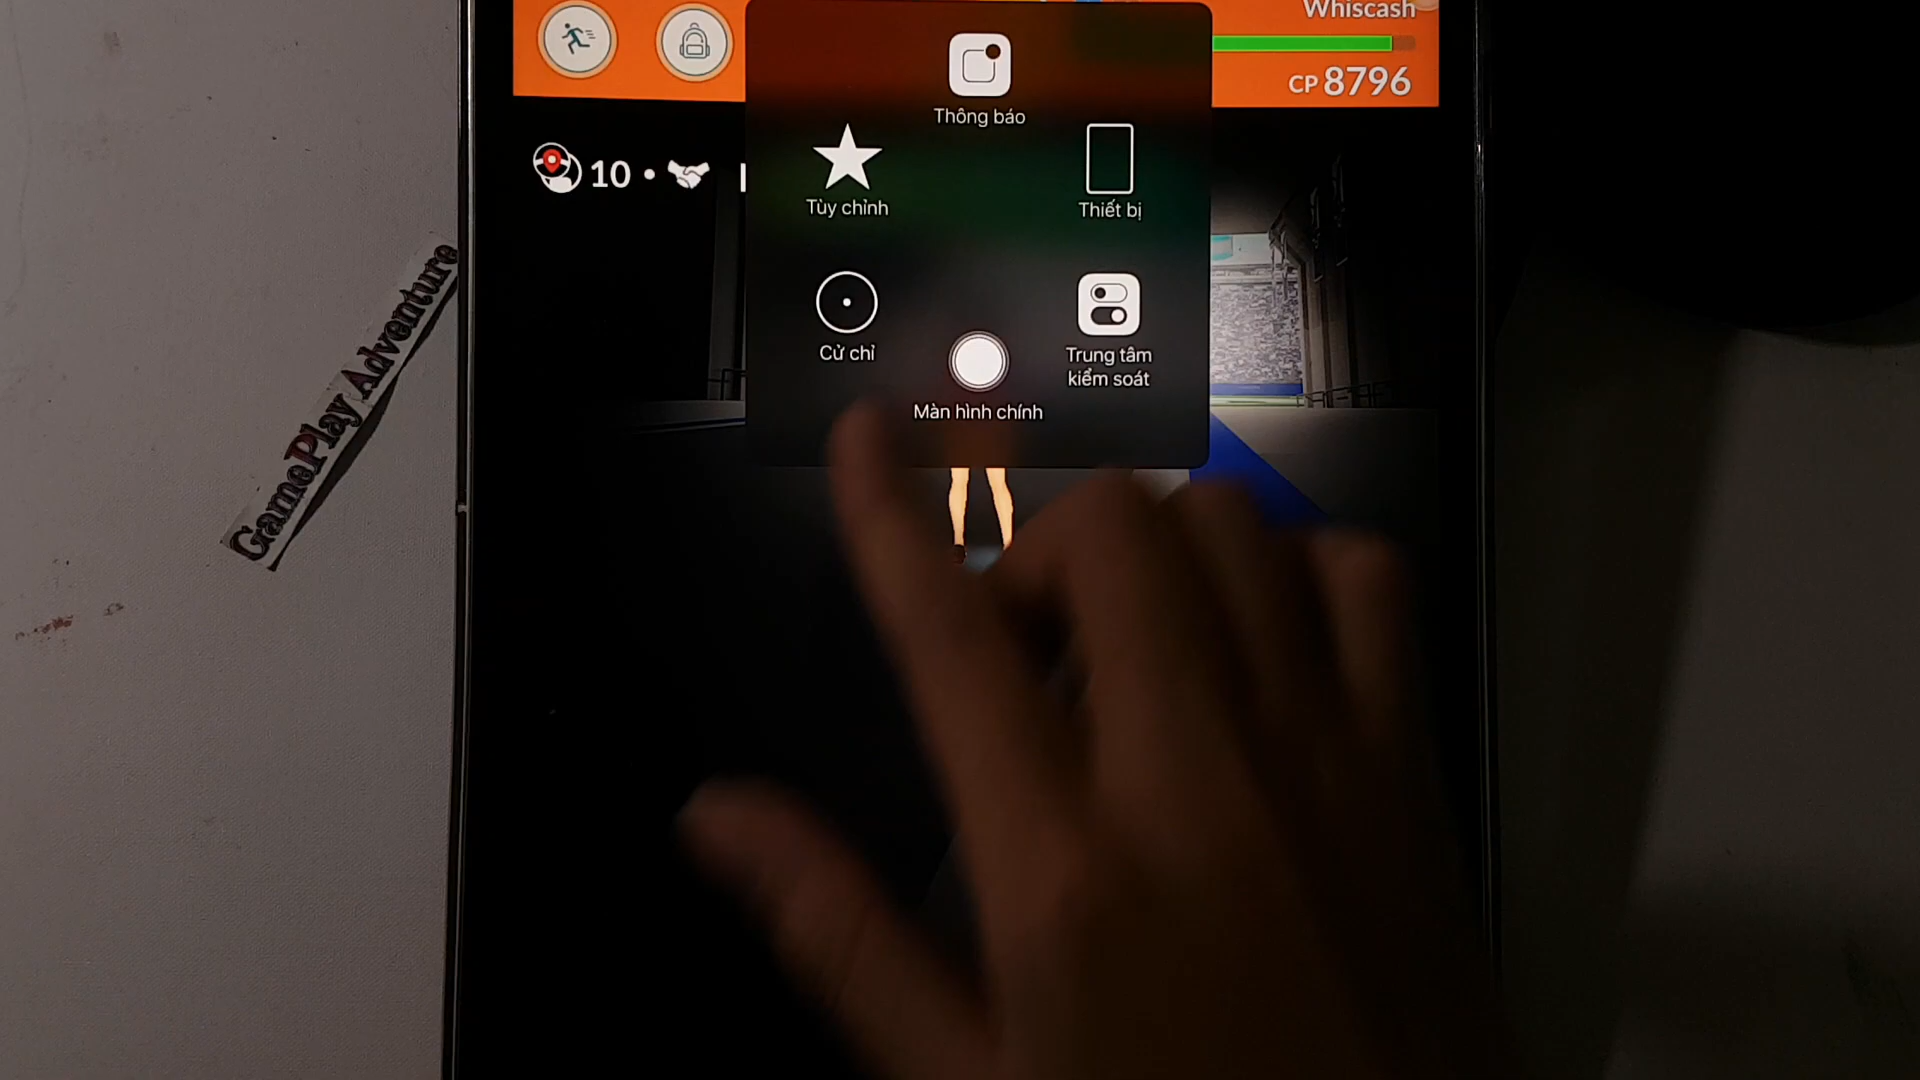 Whiscash
CP 8796
Thông báo
10 •
Tùy chỉnh
Thiết bị
Cử chỉ
Trung tâm
kiểm soát
Màn hình chính
GamePlay Adventure